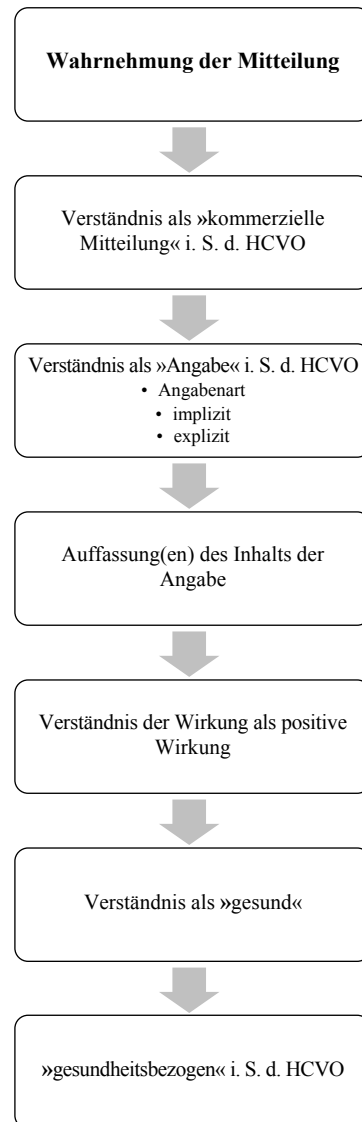 Wahrnehmung der Mitteilung
Verständnis als »kommerzielle
Mitteilung« i. S. d. HCVO
Verständnis als »Angabe« i. S. d. HCVO
• Angabenart
• implizit
• explizit
Auffassung(en) des Inhalts der
Angabe
Verständnis der Wirkung als positive
Wirkung
Verständnis als »gesund«
»gesundheitsbezogen« i. S. d. HCVO